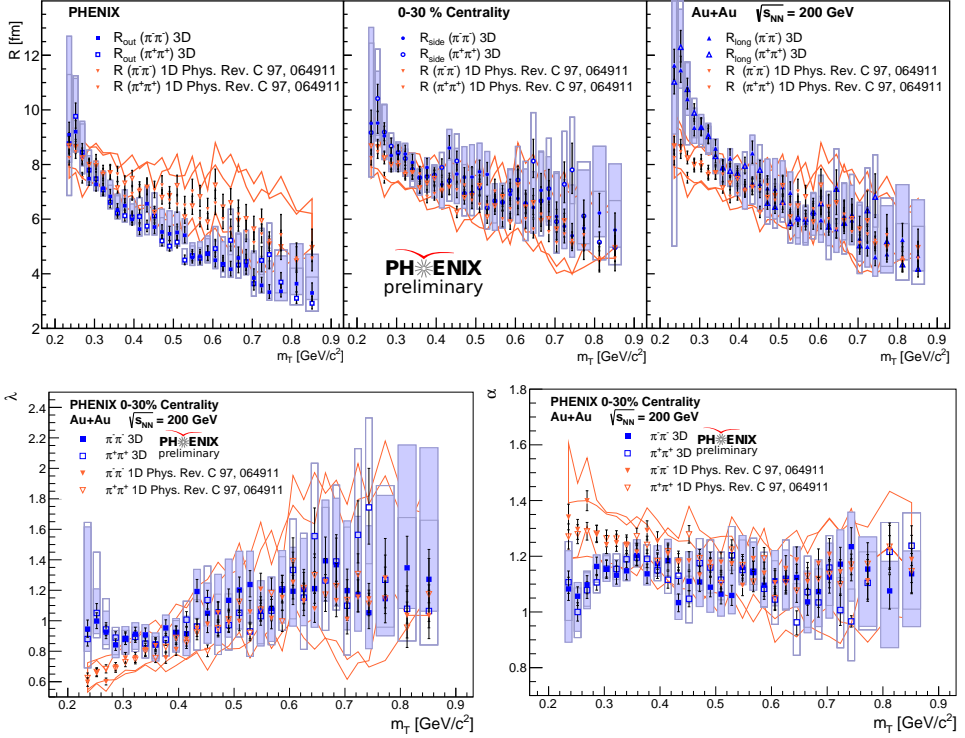 PHENIX
R [fm]
R_out (π⁻π⁻) 3D
R_out (π⁺π⁺) 3D
R (π⁻π⁻) 1D Phys. Rev. C 97, 064911
R (π⁺π⁺) 1D Phys. Rev. C 97, 064911
12
10
8
6
4
2
0.2 0.3 0.4 0.5 0.6 0.7 0.8 0.9
m_T [GeV/c²]
0-30 % Centrality
R_side (π⁻π⁻) 3D
R_side (π⁺π⁺) 3D
R (π⁻π⁻) 1D Phys. Rev. C 97, 064911
R (π⁺π⁺) 1D Phys. Rev. C 97, 064911
PHENIX
preliminary
0.2 0.3 0.4 0.5 0.6 0.7 0.8 0.9
m_T [GeV/c²]
Au+Au √s_NN = 200 GeV
R_long (π⁻π⁻) 3D
R_long (π⁺π⁺) 3D
R (π⁻π⁻) 1D Phys. Rev. C 97, 064911
R (π⁺π⁺) 1D Phys. Rev. C 97, 064911
0.2 0.3 0.4 0.5 0.6 0.7 0.8 0.9
m_T [GeV/c²]
λ
PHENIX 0-30% Centrality
Au+Au √s_NN = 200 GeV
π⁻π⁻ 3D
π⁺π⁺ 3D
PHENIX
preliminary
π⁻π⁻ 1D Phys. Rev. C 97, 064911
π⁺π⁺ 1D Phys. Rev. C 97, 064911
2.4
2.2
2
1.8
1.6
1.4
1.2
1
0.8
0.6
0.2 0.3 0.4 0.5 0.6 0.7 0.8 0.9
m_T [GeV/c²]
α
PHENIX 0-30% Centrality
Au+Au √s_NN = 200 GeV
π⁻π⁻ 3D
π⁺π⁺ 3D
PHENIX
preliminary
π⁻π⁻ 1D Phys. Rev. C 97, 064911
π⁺π⁺ 1D Phys. Rev. C 97, 064911
1.8
1.6
1.4
1.2
1
0.8
0.2 0.3 0.4 0.5 0.6 0.7 0.8 0.9
m_T [GeV/c²]